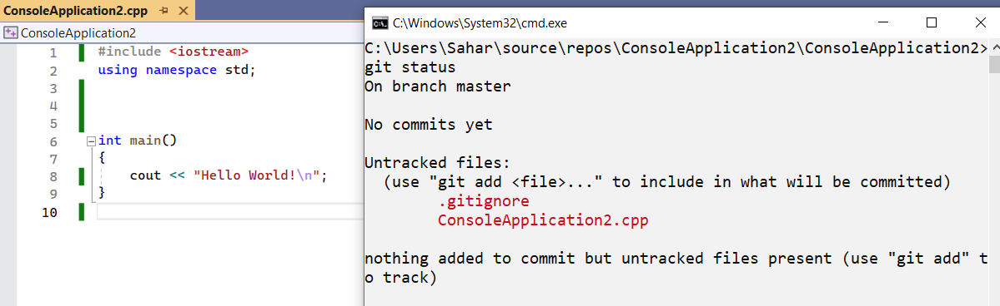 ConsoleApplication2.cpp
ConsoleApplication2
1 #include <iostream>
2 using namespace std;
3
4
5
6 int main()
7 {
8 cout << "Hello World!\n";
9 }
10
C:\Windows\System32\cmd.exe
C:\Users\Sahar\source\repos\ConsoleApplication2\ConsoleApplication2>
git status
On branch master
No commits yet
Untracked files:
(use "git add <file>..." to include in what will be committed)
.gitignore
ConsoleApplication2.cpp
nothing added to commit but untracked files present (use "git add" t
o track)